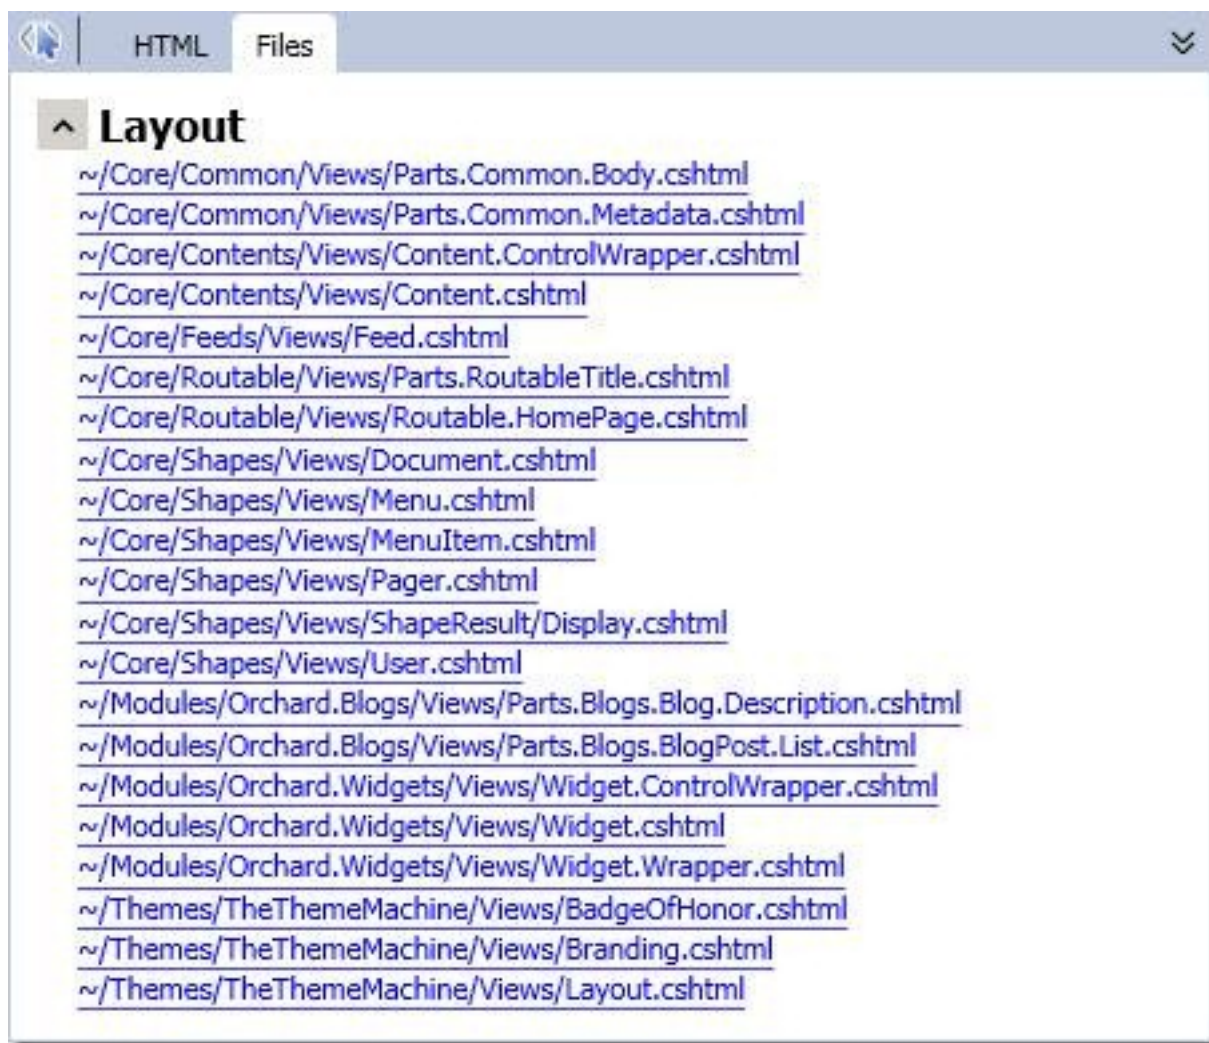 HTML Files
Layout
~/Core/Common/Views/Parts.Common.Body.cshtml
~/Core/Common/Views/Parts.Common.Metadata.cshtml
~/Core/Contents/Views/Content.ControlWrapper.cshtml
~/Core/Contents/Views/Content.cshtml
~/Core/Feeds/Views/Feed.cshtml
~/Core/Routable/Views/Parts.RoutableTitle.cshtml
~/Core/Routable/Views/Routable.HomePage.cshtml
~/Core/Shapes/Views/Document.cshtml
~/Core/Shapes/Views/Menu.cshtml
~/Core/Shapes/Views/MenuItem.cshtml
~/Core/Shapes/Views/Pager.cshtml
~/Core/Shapes/Views/ShapeResult/Display.cshtml
~/Core/Shapes/Views/User.cshtml
~/Modules/Orchard.Blogs/Views/Parts.Blogs.Blog.Description.cshtml
~/Modules/Orchard.Blogs/Views/Parts.Blogs.BlogPost.List.cshtml
~/Modules/Orchard.Widgets/Views/Widget.ControlWrapper.cshtml
~/Modules/Orchard.Widgets/Views/Widget.cshtml
~/Modules/Orchard.Widgets/Views/Widget.Wrapper.cshtml
~/Themes/TheThemeMachine/Views/BadgeOfHonor.cshtml
~/Themes/TheThemeMachine/Views/Branding.cshtml
~/Themes/TheThemeMachine/Views/Layout.cshtml